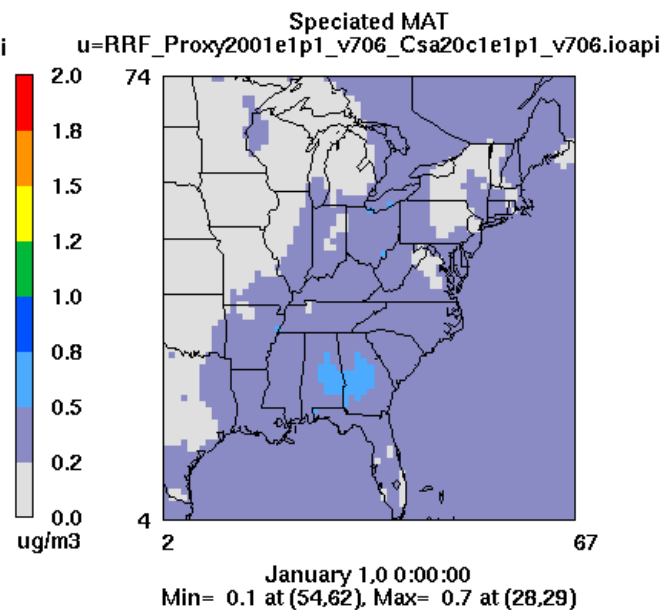 Speciated MAT
i u=RRF_Proxy2001e1p1_v706_Csa20c1e1p1_v706.ioapi
2.0
1.8
1.5
1.2
1.0
0.8
0.5
0.2
0.0
ug/m3
74
4
2 67
January 1,0 0:00:00
Min= 0.1 at (54,62), Max= 0.7 at (28,29)